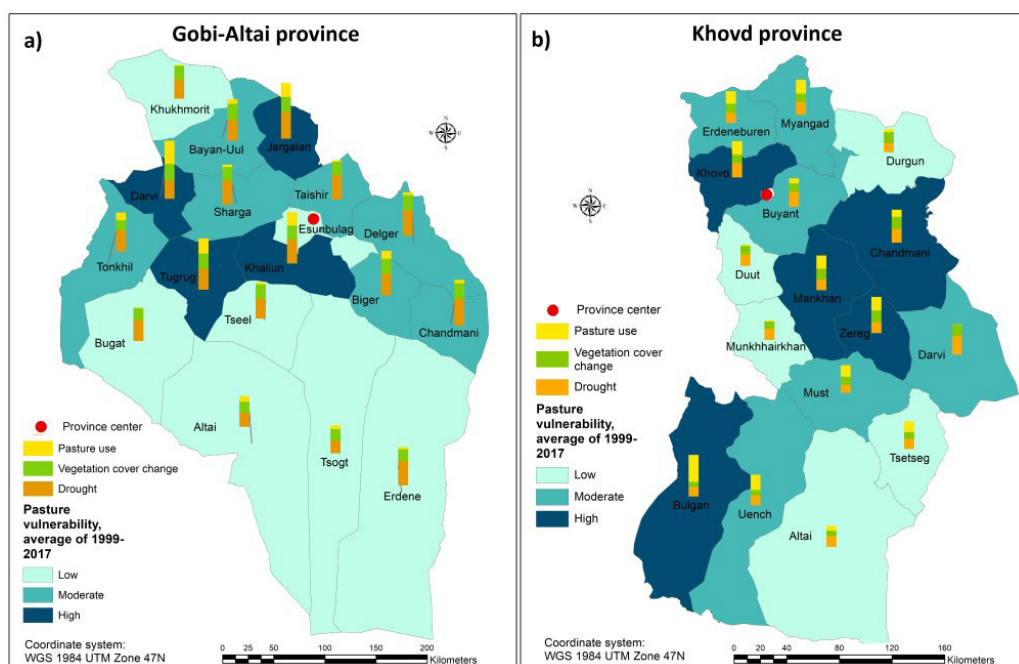 a)
Gobi-Altai province
Khukhmorit
Bayan-Uul
Jargalan
Darvi
Sharga
Taishir
Esunbulag
Delger
Tonkhil
Tugrug
Khaliun
Biger
Chandmani
Tseel
Bugat
Altai
Tsogt
Erdene
N
W
E
S
Province center
Pasture use
Vegetation cover change
Drought
Pasture
vulnerability,
average of 1999-
2017
Low
Moderate
High
Coordinate system:
WGS 1984 UTM Zone 47N
0 25 50 100 150 200
Kilometers
b)
Khovd province
Erdeneburen
Myangad
Durgun
Khovd
Buyant
Chandmani
Duut
Mankhan
Zereg
Munkhhairkhan
Darvi
Must
Tsetseg
Bulgan
Uench
Altai
N
W
E
S
Province center
Pasture use
Vegetation cover
change
Drought
Pasture
vulnerability,
average of 1999-
2017
Low
Moderate
High
Coordinate system:
WGS 1984 UTM Zone 47N
0 20 40 80 120 160
Kilometers